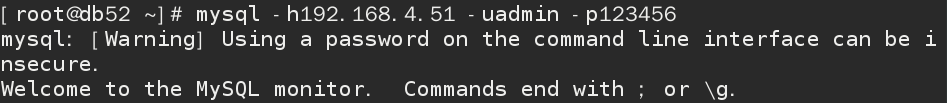 [root@db52 ~]# mysql -h192.168.4.51 -uadmin -p123456
mysql: [Warning] Using a password on the command line interface can be i
nsecure.
Welcome to the MySQL monitor.  Commands end with ; or \g.